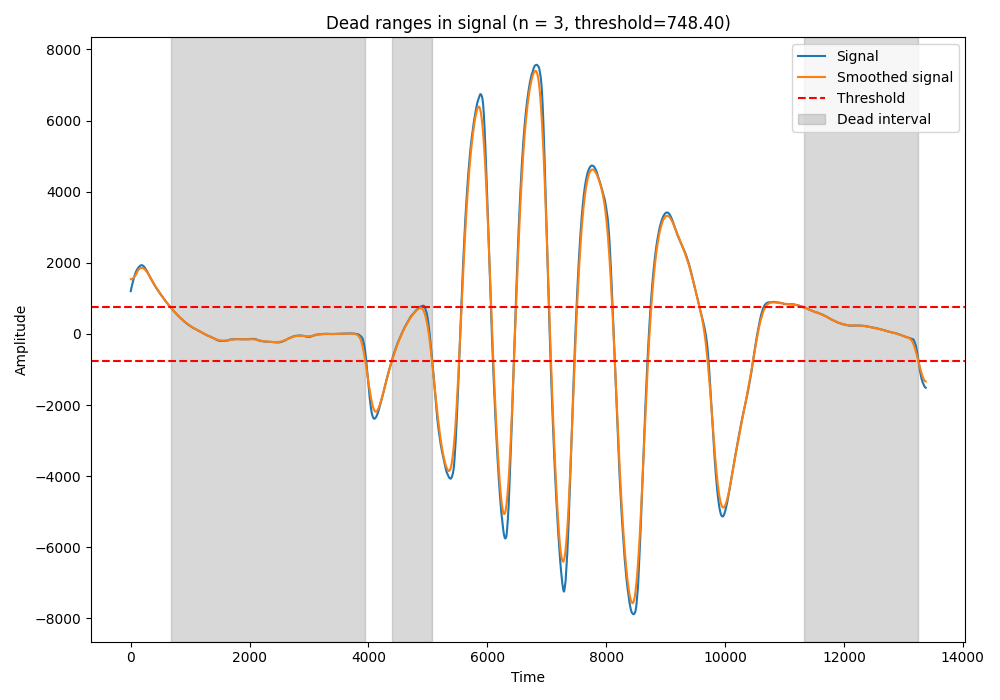 Dead ranges in signal (n = 3, threshold=748.40)
Signal
Smoothed signal
Threshold
Dead interval
Amplitude
8000
6000
4000
2000
0
−2000
−4000
−6000
−8000
0 2000 4000 6000 8000 10000 12000 14000
Time